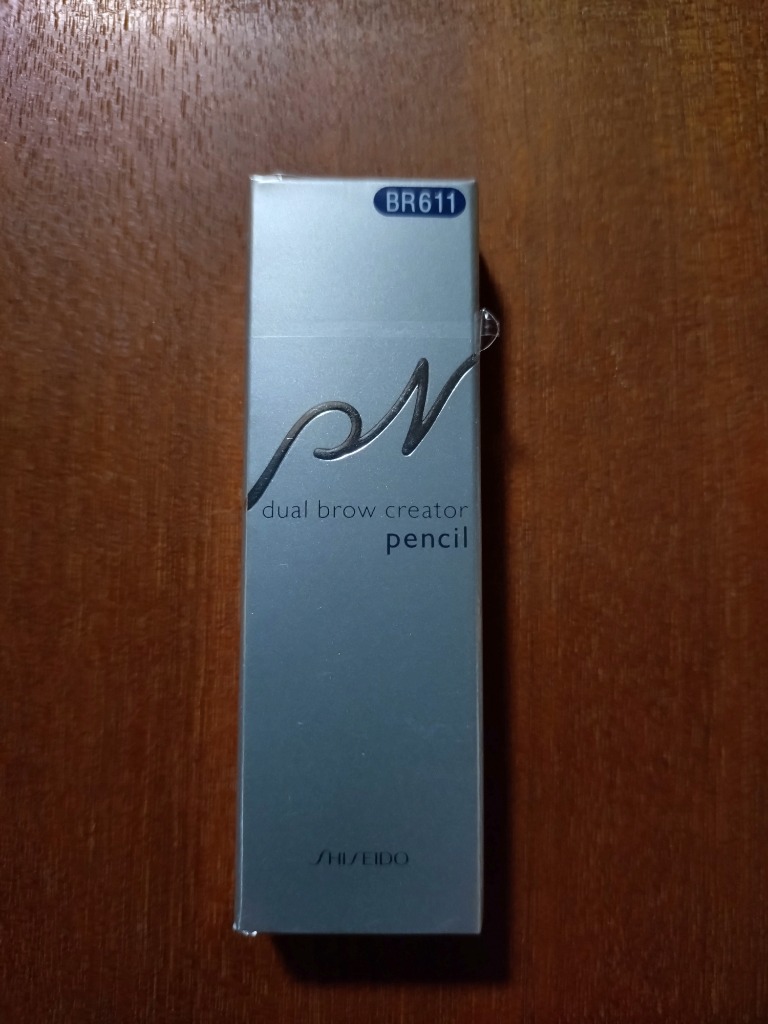 BR611
PN
dual brow creator
pencil
SHISEIDO